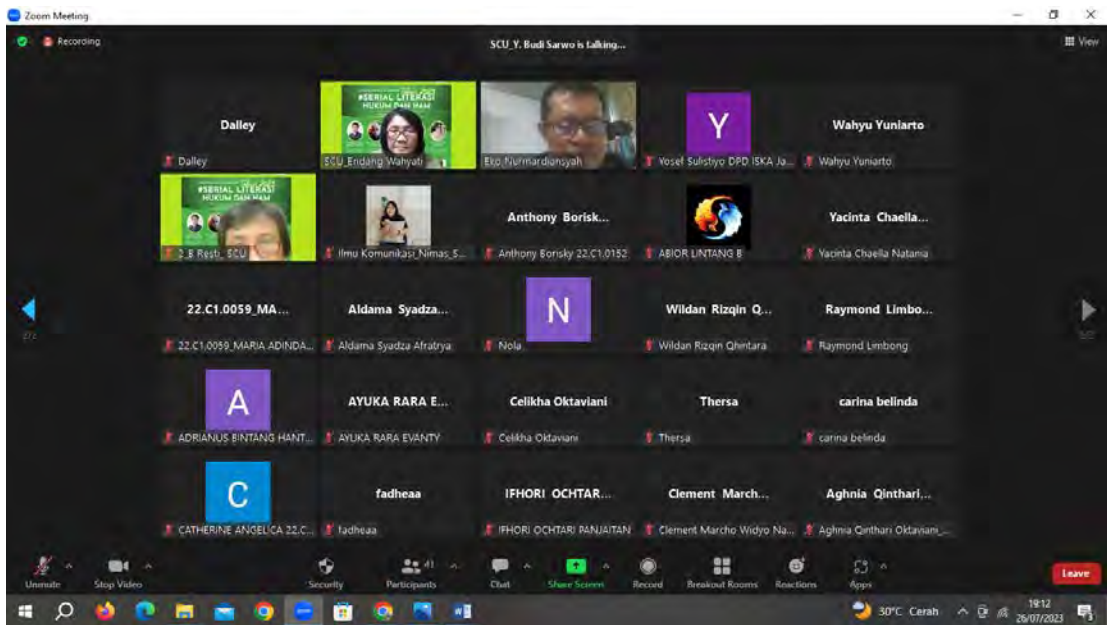 Zoom Meeting
Recording
SCU_Y. Budi Sarwo is talking...
View
Dalley
Dalley
#SERIAL LITERASI
HUKUM DAN HAM
SCU_Endang Wahyati
Eko Nurmardiansyah
Y
Yosef Sulistiyo DPD ISKA Ja...
Wahyu Yuniarto
Wahyu Yuniarto
#SERIAL LITERASI
HUKUM DAN HAM
2_B Resti_ SCU
Ilmu Komunikasi_Nimas_S...
Anthony Borisk...
Anthony Borisky 22.C1.0152
ABIOR LINTANG B
Yacinta Chaella...
Yacinta Chaella Natania
22.C1.0059_MA...
22.C1.0059_MARIA ADINDA...
Aldama Syadza...
Aldama Syadza Afratrya
N
Nola
Wildan Rizqin Q...
Wildan Rizqin Qhintara
Raymond Limbo...
Raymond Limbong
A
ADRIANUS BINTANG HANT...
AYUKA RARA E...
AYUKA RARA EVANTY
Celikha Oktaviani
Celikha Oktaviani
Thersa
Thersa
carina belinda
carina belinda
C
CATHERINE ANGELICA 22.C...
fadheaa
fadheaa
IFHORI OCHTAR...
IFHORI OCHTARI PANJAITAN
Clement March...
Clement Marcho Widyo Na...
Aghnia Qinthari...
Aghnia Qinthari Oktaviani_...
Unmute
Stop Video
Security
41
Participants
Chat
Share Screen
Record
Breakout Rooms
Reactions
Apps
Leave
30°C Cerah
19:12
26/07/2023